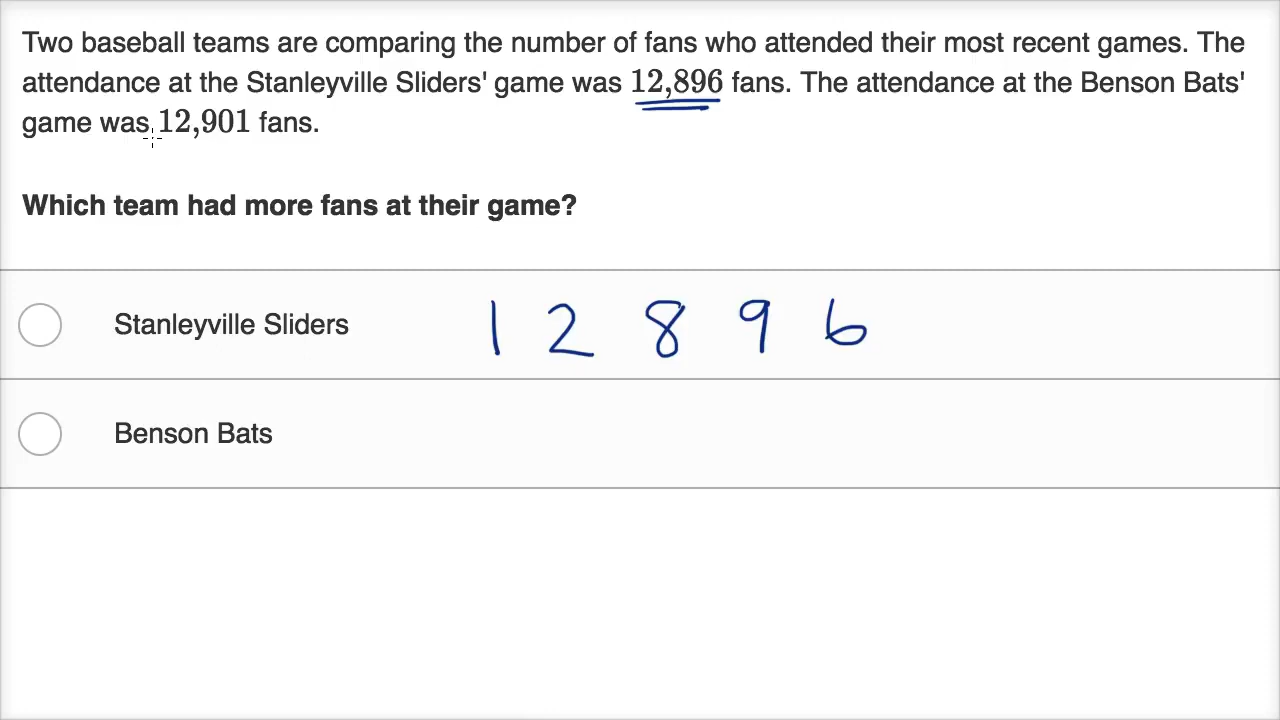 Two baseball teams are comparing the number of fans who attended their most recent games. The
attendance at the Stanleyville Sliders' game was 12,896 fans. The attendance at the Benson Bats'
game was 12,901 fans.
Which team had more fans at their game?
Stanleyville Sliders 1 2 8 9 6
Benson Bats